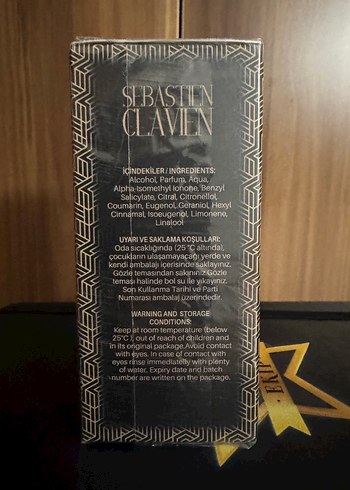 SEBASTIEN
CLAVIEN
İÇİNDEKİLER / INGREDIENTS:
Alcohol, Parfum, Aqua,
Alpha-Isomethyl Ionone, Benzyl
Salicylate, Citral, Citronellol,
Coumarin, Eugenol, Geraniol, Hexyl
Cinnamal, Isoeugenol, Limonene,
Linalool
UYARI VE SAKLAMA KOŞULLARI:
Oda sıcaklığında (25 °C altında),
çocukların ulaşamayacağı yerde ve
kendi ambalajı içerisinde saklayınız.
Gözle temasından sakınınız.Gözle
teması halinde bol su ile yıkayınız.
Son Kullanma Tarihi ve Parti
Numarası ambalaj üzerindedir.
WARNING AND STORAGE
CONDITIONS:
Keep at room temperature (below
25°C ), out of reach of children and
in its original package.Avoid contact
with eyes. In case of contact with
eyes rinse immediatelly with plenty
of water. Expiry date and batch
number are written on the package.
EKİP